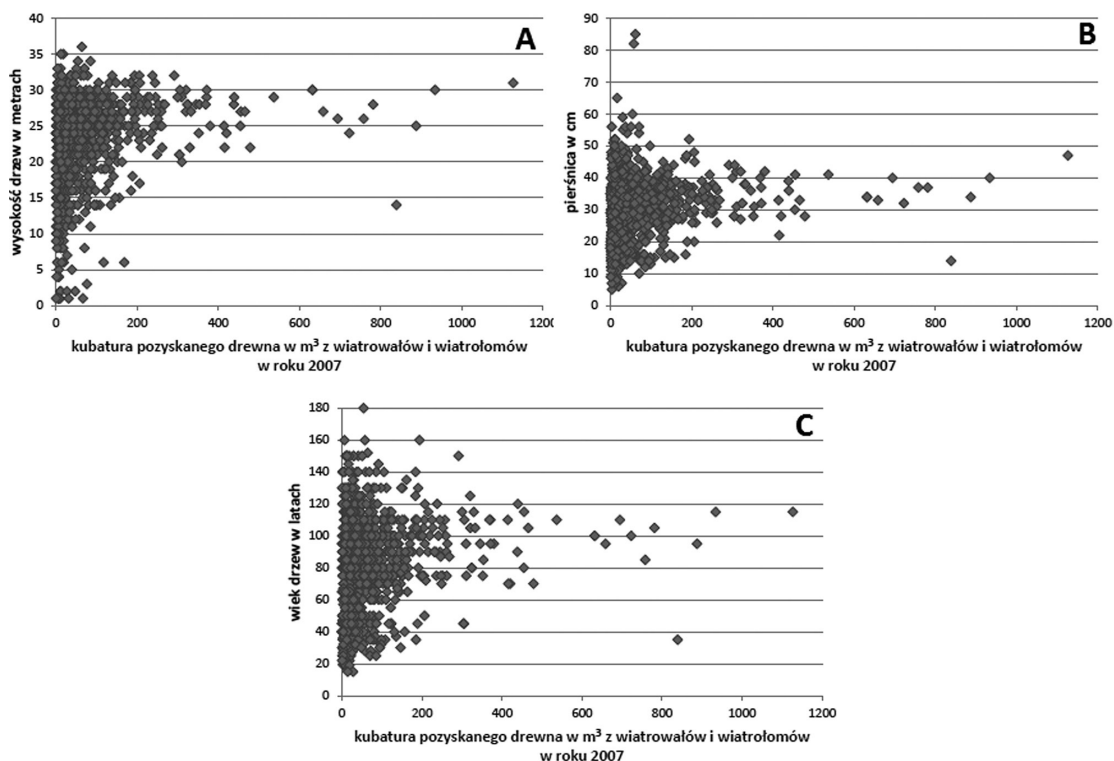 A
wysokość drzew w metrach
40
35
30
25
20
15
10
5
0
0 200 400 600 800 1000 1200
kubatura pozyskanego drewna w m³ z wiatrowałów i wiatrołomów
w roku 2007
B
pierśnica w cm
90
80
70
60
50
40
30
20
10
0
0 200 400 600 800 1000 1200
kubatura pozyskanego drewna w m³ z wiatrowałów i wiatrołomów
w roku 2007
C
wiek drzew w latach
180
160
140
120
100
80
60
40
20
0
0 200 400 600 800 1000 1200
kubatura pozyskanego drewna w m³ z wiatrowałów i wiatrołomów
w roku 2007